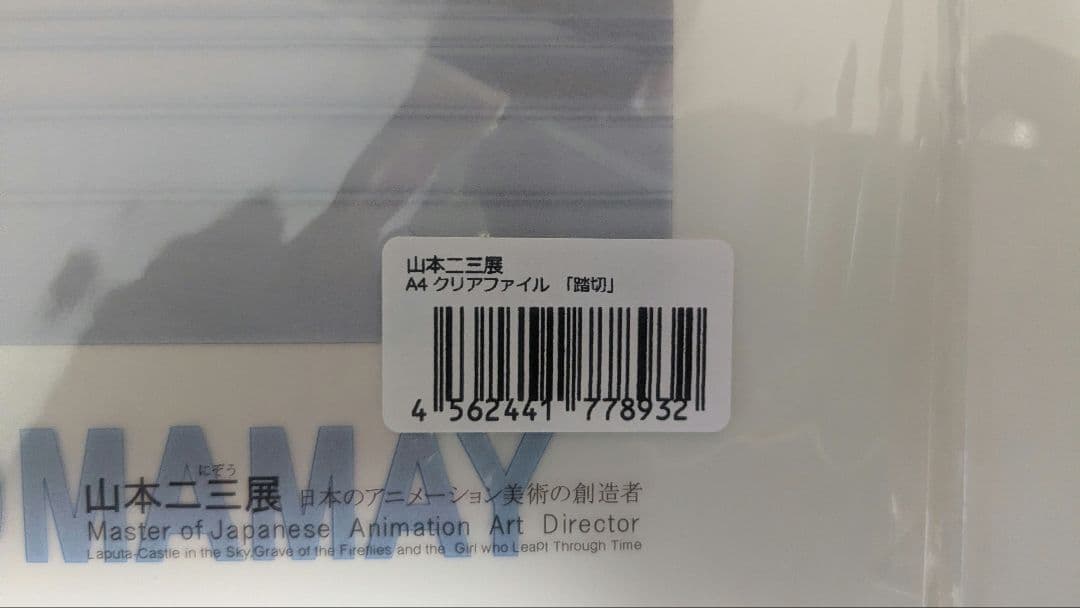 山本二三展
A4 クリアファイル 「踏切」
4 562441 778932
MAMAY
にぞう
山本二三展 日本のアニメーション美術の創造者
Master of Japanese Animation Art Director
Laputa-Castle in the Sky,Grave of the Fireflies and the Girl who Leapt Through Time